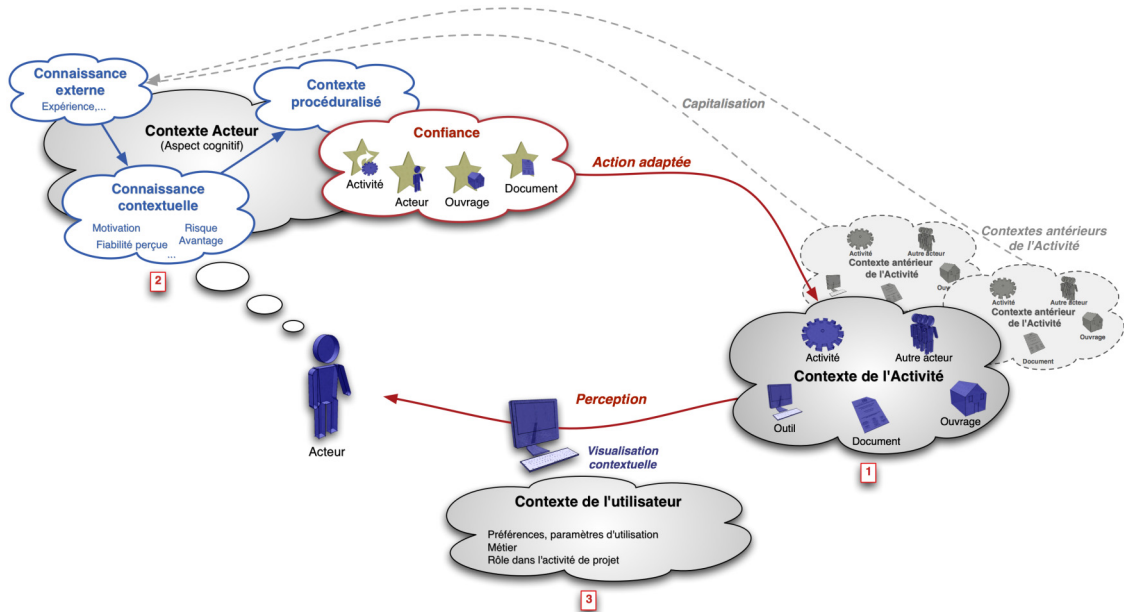 Connaissance
externe
Expérience,...
Contexte
procéduralisé
Contexte Acteur
(Aspect cognitif)
Confiance
Activité
Acteur
Ouvrage
Document
Connaissance
contextuelle
Motivation
Risque
Fiabilité perçue
Avantage
...
2
Action adaptée
Capitalisation
Contextes antérieurs
de l'Activité
Activité
Autre acteur
Contexte antérieur
de l'Activité
Activité
Autre acteur
Contexte antérieur
de l'Activité
Ouvrage
Document
Activité
Autre acteur
Contexte de l'Activité
Outil
Document
Ouvrage
1
Perception
Acteur
Visualisation
contextuelle
Contexte de l'utilisateur
Préférences, paramètres d'utilisation
Métier
Rôle dans l'activité de projet
3